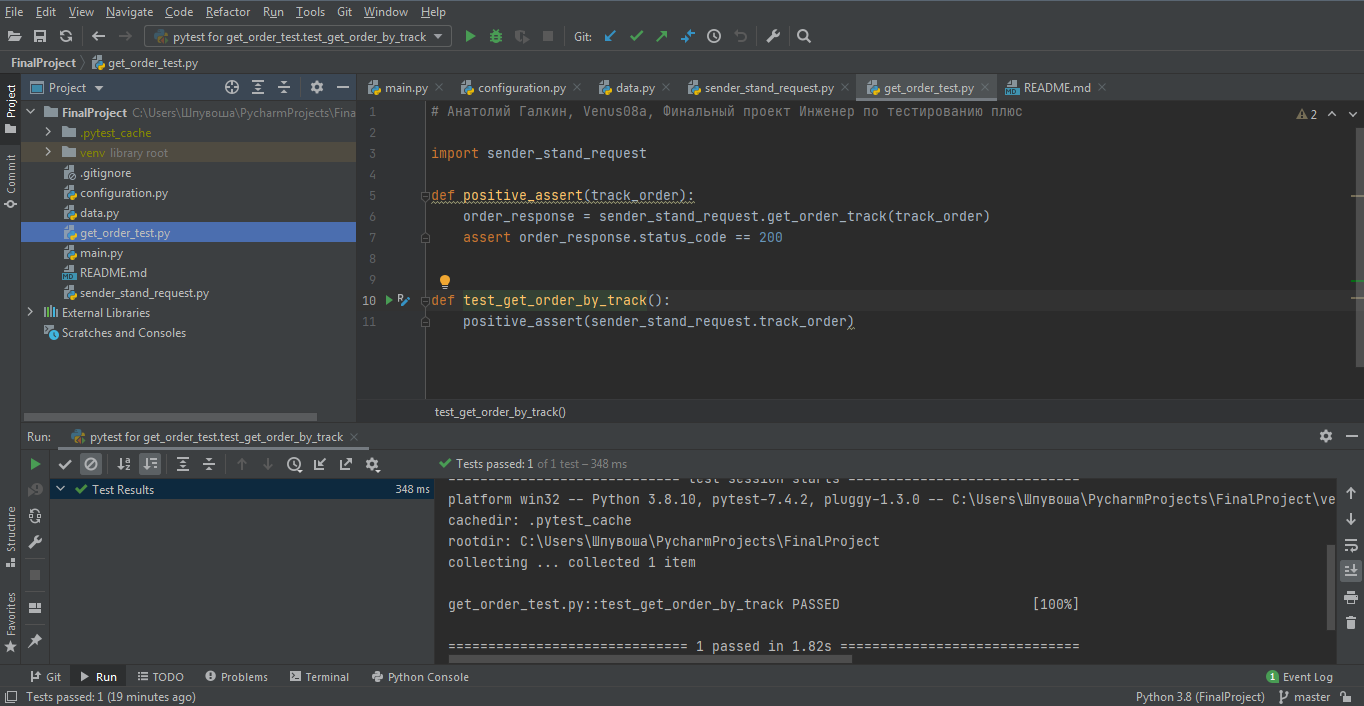 File Edit View Navigate Code Refactor Run Tools Git Window Help
pytest for get_order_test.test_get_order_by_track Git:
FinalProject get_order_test.py
Project
main.py configuration.py data.py sender_stand_request.py get_order_test.py README.md
Project
Commit
FinalProject C:\Users\Шпувоша\PycharmProjects\Fina
.pytest_cache
venv library root
.gitignore
configuration.py
data.py
get_order_test.py
main.py
README.md
sender_stand_request.py
External Libraries
Scratches and Consoles
1 # Анатолий Галкин, Venus08a, Финальный проект Инженер по тестированию плюс
2
3 import sender_stand_request
4
5 def positive_assert(track_order):
6 order_response = sender_stand_request.get_order_track(track_order)
7 assert order_response.status_code == 200
8
9
10 def test_get_order_by_track():
11 positive_assert(sender_stand_request.track_order)
2
test_get_order_by_track()
Run: pytest for get_order_test.test_get_order_by_track
Tests passed: 1 of 1 test – 348 ms
Test Results 348 ms
============================= test session starts =============================
platform win32 -- Python 3.8.10, pytest-7.4.2, pluggy-1.3.0 -- C:\Users\Шпувоша\PycharmProjects\FinalProject\ve
cachedir: .pytest_cache
rootdir: C:\Users\Шпувоша\PycharmProjects\FinalProject
collecting ... collected 1 item
get_order_test.py::test_get_order_by_track PASSED [100%]
============================== 1 passed in 1.82s ==============================
Structure
Favorites
Git Run TODO Problems Terminal Python Console 1 Event Log
Tests passed: 1 (19 minutes ago) Python 3.8 (FinalProject) master